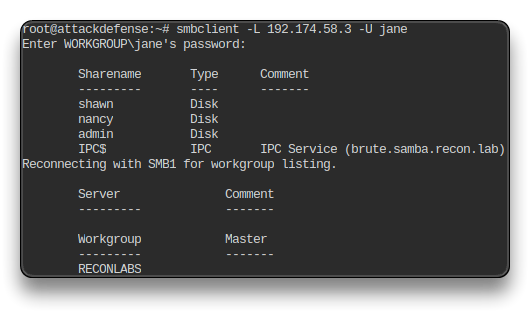 root@attackdefense:~# smbclient -L 192.174.58.3 -U jane
Enter WORKGROUP\jane's password:
Sharename Type Comment
--------- ---- -------
shawn Disk
nancy Disk
admin Disk
IPC$ IPC IPC Service (brute.samba.recon.lab)
Reconnecting with SMB1 for workgroup listing.
Server Comment
--------- -------
Workgroup Master
--------- -------
RECONLABS